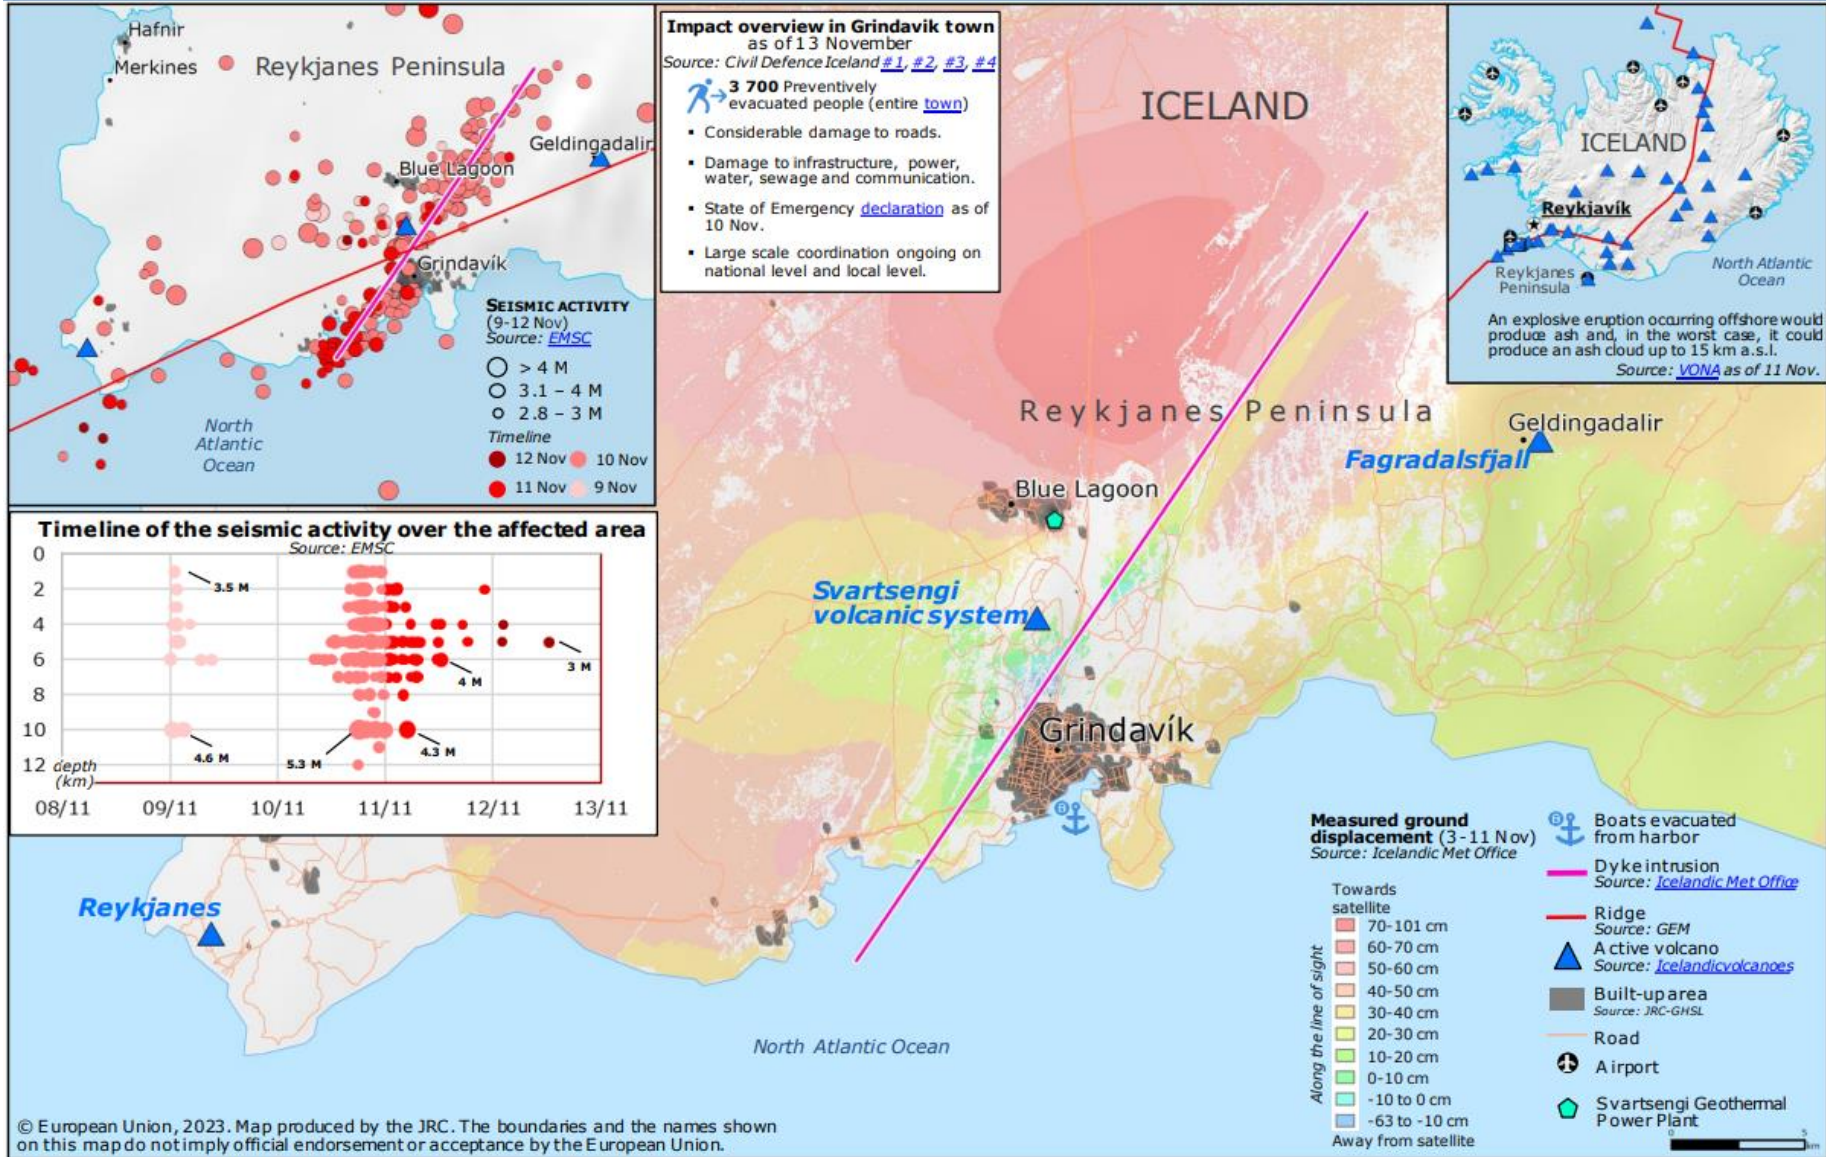 Hafnir
Merkines
Reykjanes Peninsula
Geldingadalir
Blue Lagoon
Grindavík
North
Atlantic
Ocean
SEISMIC ACTIVITY
(9-12 Nov)
Source: EMSC
> 4 M
3.1 – 4 M
2.8 – 3 M
Timeline
12 Nov 10 Nov
11 Nov 9 Nov
Impact overview in Grindavik town
as of 13 November
Source: Civil Defence Iceland #1, #2, #3, #4
3 700 Preventively
evacuated people (entire town)
▪ Considerable damage to roads.
▪ Damage to infrastructure, power,
water, sewage and communication.
▪ State of Emergency declaration as of
10 Nov.
▪ Large scale coordination ongoing on
national level and local level.
ICELAND
ICELAND
Reykjavík
Reykjanes
Peninsula
North Atlantic
Ocean
An explosive eruption occurring offshore would
produce ash and, in the worst case, it could
produce an ash cloud up to 15 km a.s.l.
Source: VONA as of 11 Nov.
Reykjanes Peninsula
Geldingadalir
Fagradalsfjall
Blue Lagoon
Svartsengi
volcanic system
Grindavík
Timeline of the seismic activity over the affected area
Source: EMSC
0
2
4
6
8
10
12
depth
(km)
3.5 M
3 M
4 M
4.6 M
5.3 M
4.3 M
08/11 09/11 10/11 11/11 12/11 13/11
Reykjanes
North Atlantic Ocean
Measured ground
displacement (3-11 Nov)
Source: Icelandic Met Office
Towards
satellite
Along the line of sight
70-101 cm
60-70 cm
50-60 cm
40-50 cm
30-40 cm
20-30 cm
10-20 cm
0-10 cm
-10 to 0 cm
-63 to -10 cm
Away from satellite
Boats evacuated
from harbor
Dyke intrusion
Source: Icelandic Met Office
Ridge
Source: GEM
Active volcano
Source: Icelandicvolcanoes
Built-up area
Source: JRC-GHSL
Road
Airport
Svartsengi Geothermal
Power Plant
0 5
km
© European Union, 2023. Map produced by the JRC. The boundaries and the names shown
on this map do not imply official endorsement or acceptance by the European Union.